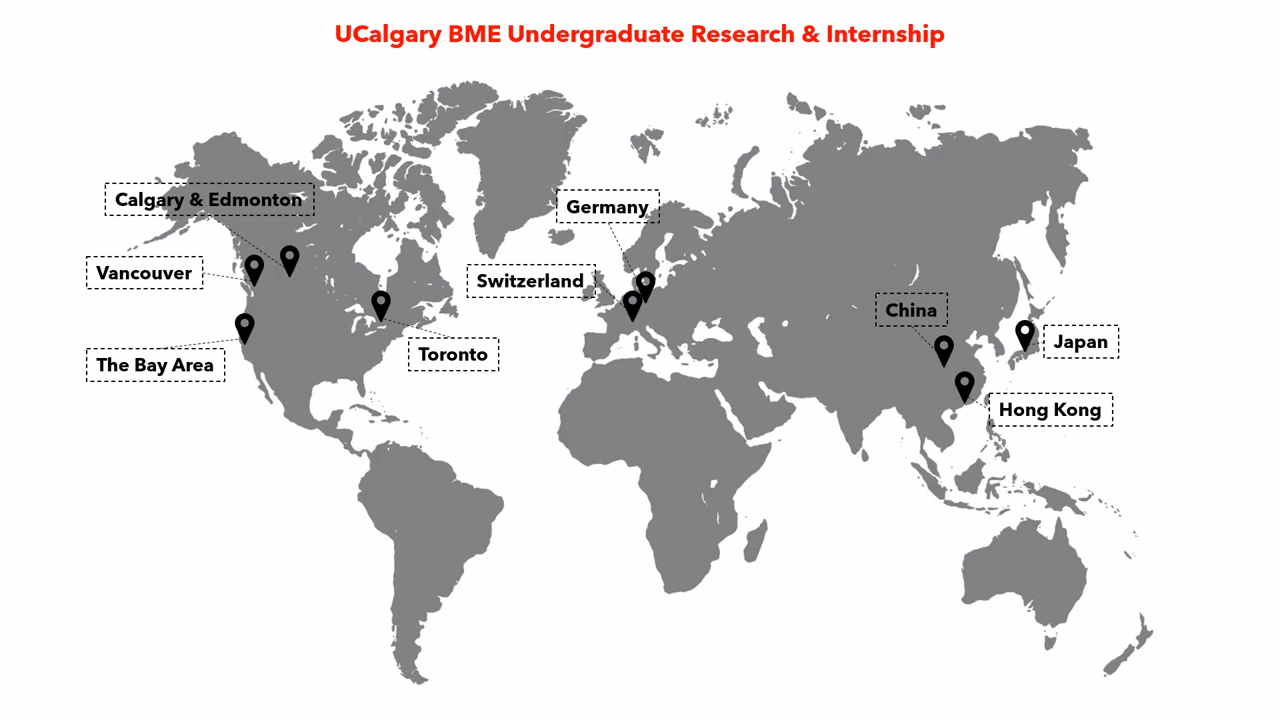 UCalgary BME Undergraduate Research & Internship
Calgary & Edmonton
Germany
Vancouver
Switzerland
China
The Bay Area
Toronto
Japan
Hong Kong